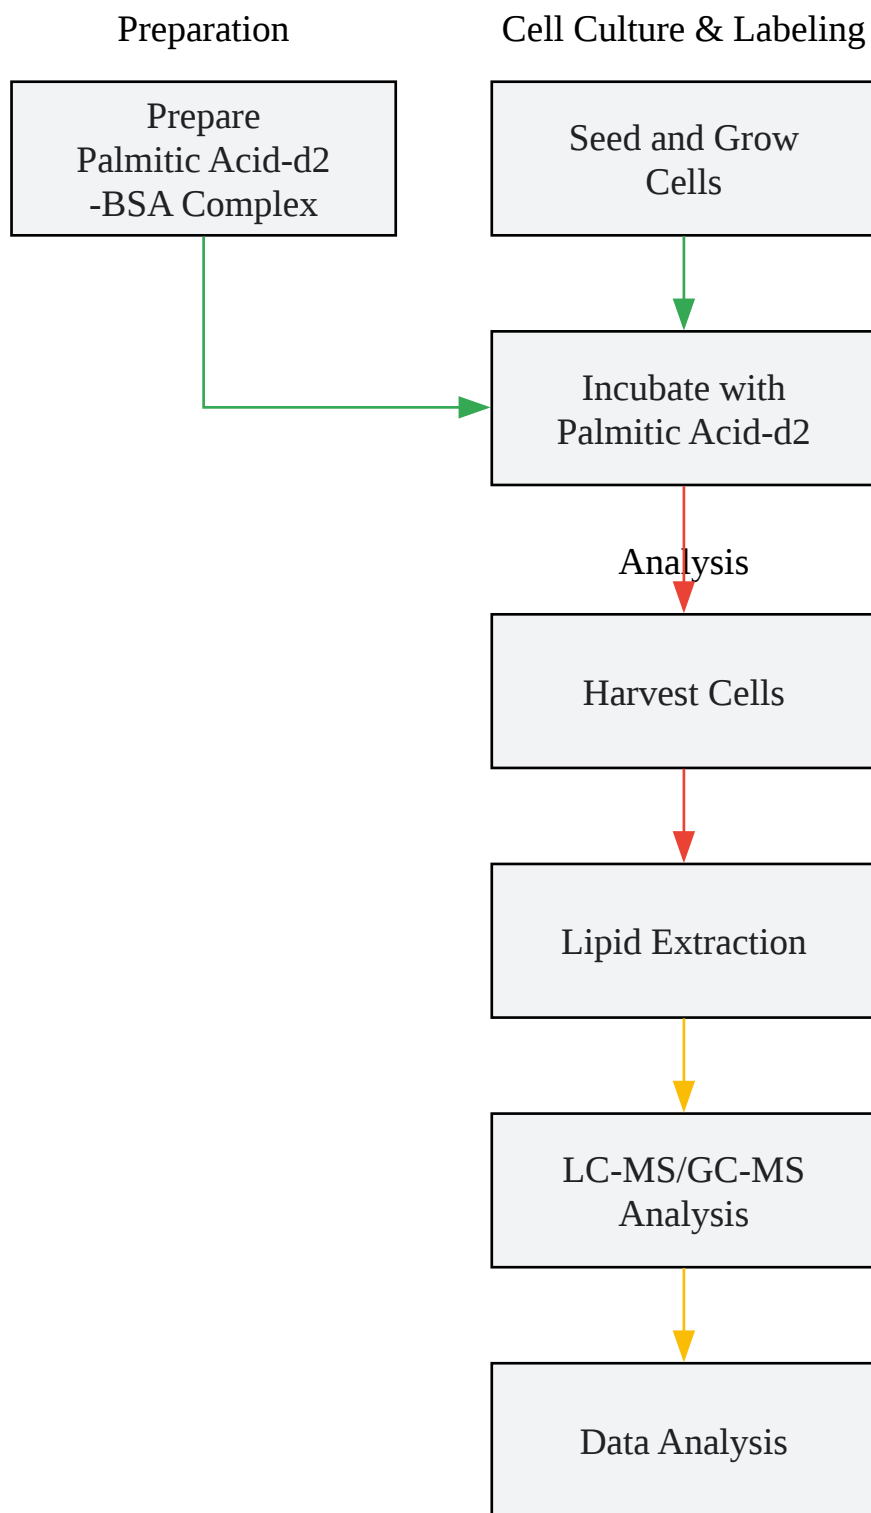 Preparation
Cell Culture & Labeling
Prepare
Palmitic Acid-d2
-BSA Complex
Seed and Grow
Cells
Incubate with
Palmitic Acid-d2
Analysis
Harvest Cells
Lipid Extraction
LC-MS/GC-MS
Analysis
Data Analysis